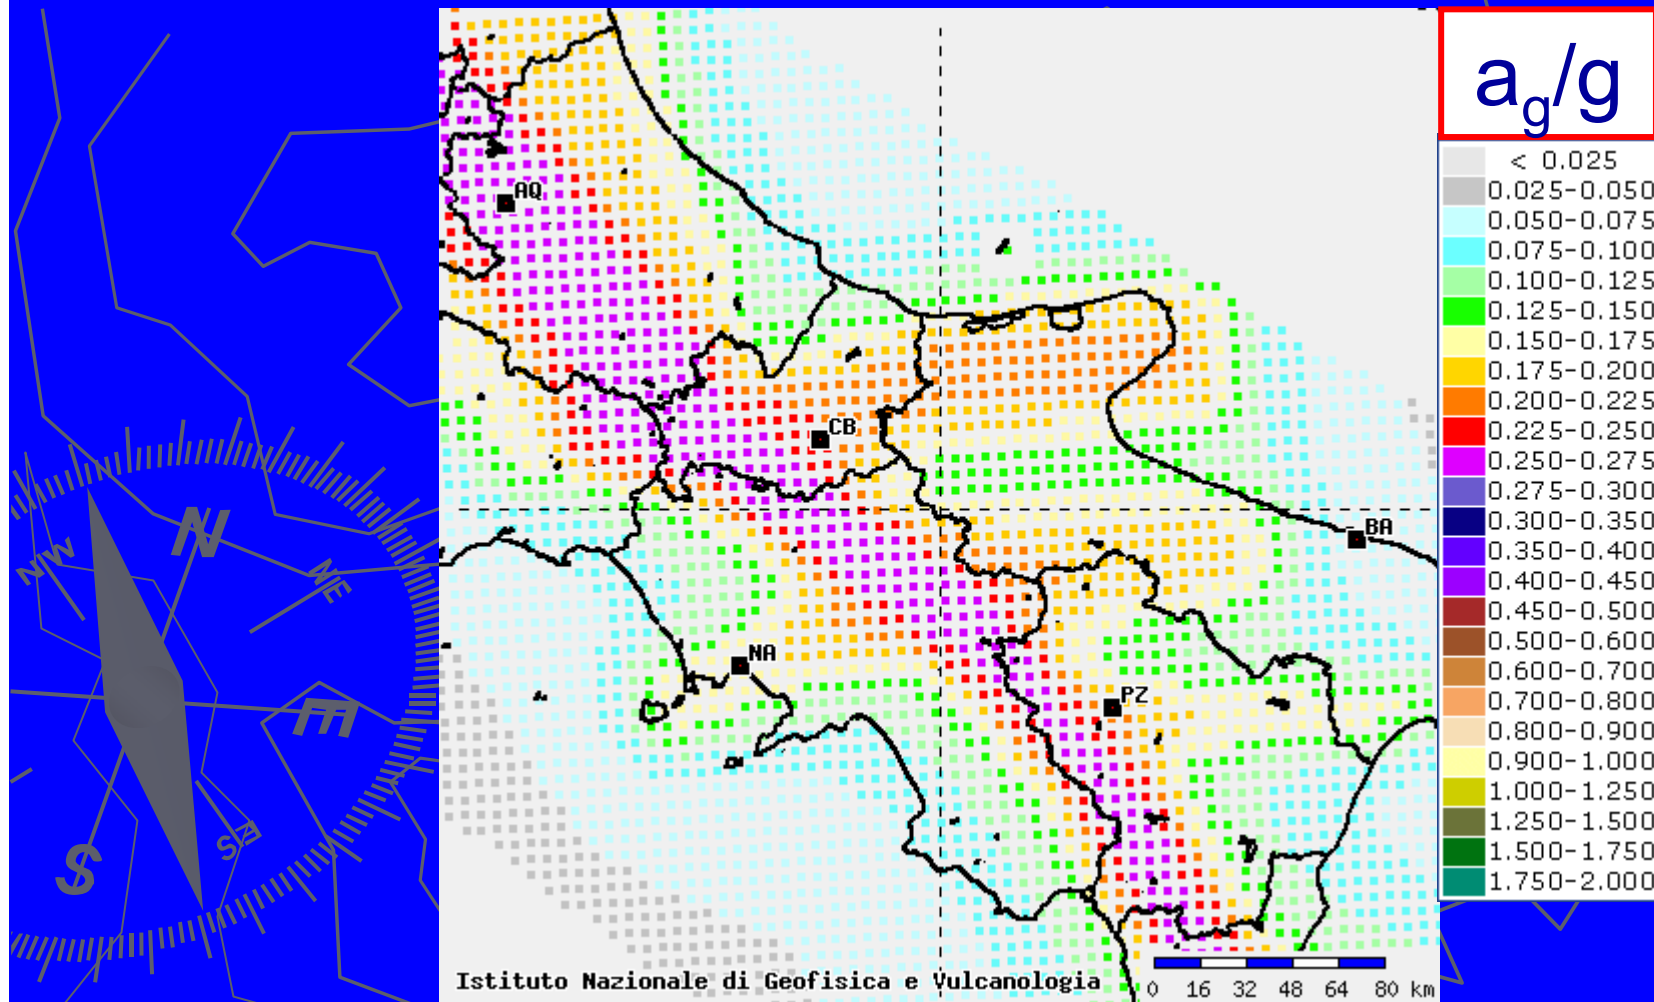 a_g/g
< 0.025
0.025-0.050
0.050-0.075
0.075-0.100
0.100-0.125
0.125-0.150
0.150-0.175
0.175-0.200
0.200-0.225
0.225-0.250
0.250-0.275
0.275-0.300
0.300-0.350
0.350-0.400
0.400-0.450
0.450-0.500
0.500-0.600
0.600-0.700
0.700-0.800
0.800-0.900
0.900-1.000
1.000-1.250
1.250-1.500
1.500-1.750
1.750-2.000
AQ
CB
BA
NA
PZ
N
NW
NE
E
SE
S
Istituto Nazionale di Geofisica e Vulcanologia
0 16 32 48 64 80 km